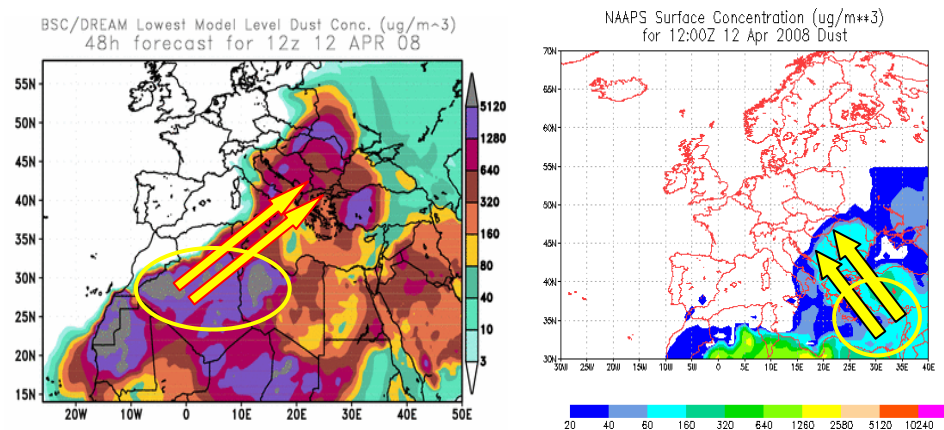 BSC/DREAM Lowest Model Level Dust Conc. (ug/m^3)
48h forecast for 12z 12 APR 08
55N
50N
45N
40N
35N
30N
25N
20N
15N
20W
10W
0
10E
20E
30E
40E
50E
5120
1280
640
320
160
80
40
10
3
NAAPS Surface Concentration (ug/m**3)
for 12:00Z 12 Apr 2008 Dust
70N
65N
60N
55N
50N
45N
40N
35N
30N
30W
25W
20W
15W
10W
5W
0
5E
10E
15E
20E
25E
30E
35E
40E
20
40
60
160
320
640
1260
2580
5120
10240